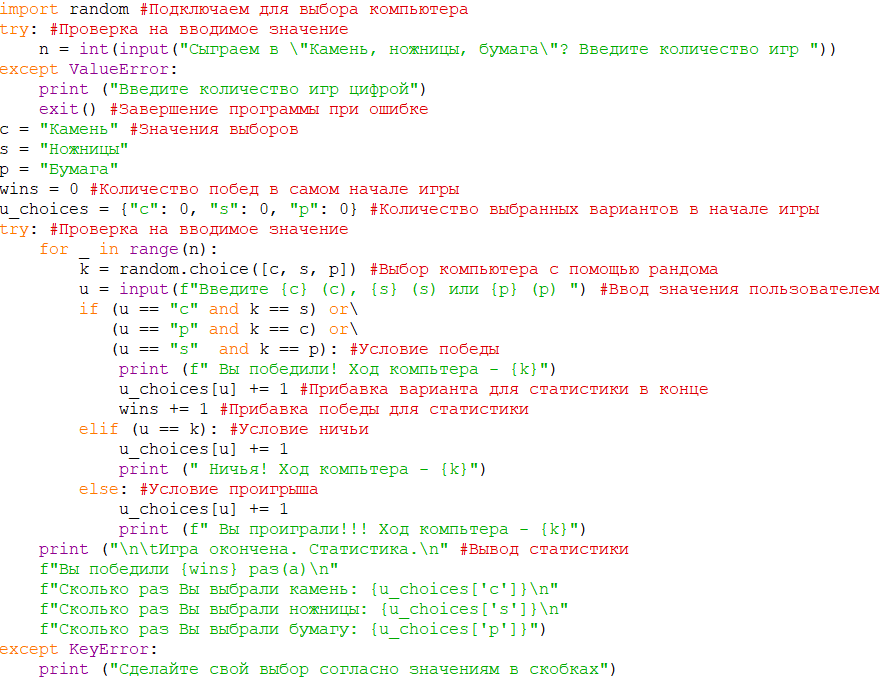 import random #Подключаем для выбора компьютера
try: #Проверка на вводимое значение
    n = int(input("Сыграем в \"Камень, ножницы, бумага\"? Введите количество игр "))
except ValueError:
    print ("Введите количество игр цифрой")
    exit() #Завершение программы при ошибке
c = "Камень" #Значения выборов
s = "Ножницы"
p = "Бумага"
wins = 0 #Количество побед в самом начале игры
u_choices = {"c": 0, "s": 0, "p": 0} #Количество выбранных вариантов в начале игры
try: #Проверка на вводимое значение
    for _ in range(n):
        k = random.choice([c, s, p]) #Выбор компьютера с помощью рандома
        u = input(f"Введите {c} (c), {s} (s) или {p} (p) ") #Ввод значения пользователем
        if (u == "c" and k == s) or\
           (u == "p" and k == c) or\
           (u == "s"  and k == p): #Условие победы
            print (f" Вы победили! Ход компьтера - {k}")
            u_choices[u] += 1 #Прибавка варианта для статистики в конце
            wins += 1 #Прибавка победы для статистики
        elif (u == k): #Условие ничьи
            u_choices[u] += 1
            print (" Ничья! Ход компьтера - {k}")
        else: #Условие проигрыша
            u_choices[u] += 1
            print (f" Вы проиграли!!! Ход компьтера - {k}")
    print ("\n\tИгра окончена. Статистика.\n" #Вывод статистики
    f"Вы победили {wins} раз(а)\n"
    f"Сколько раз Вы выбрали камень: {u_choices['c']}\n"
    f"Сколько раз Вы выбрали ножницы: {u_choices['s']}\n"
    f"Сколько раз Вы выбрали бумагу: {u_choices['p']}")
except KeyError:
    print ("Сделайте свой выбор согласно значениям в скобках")